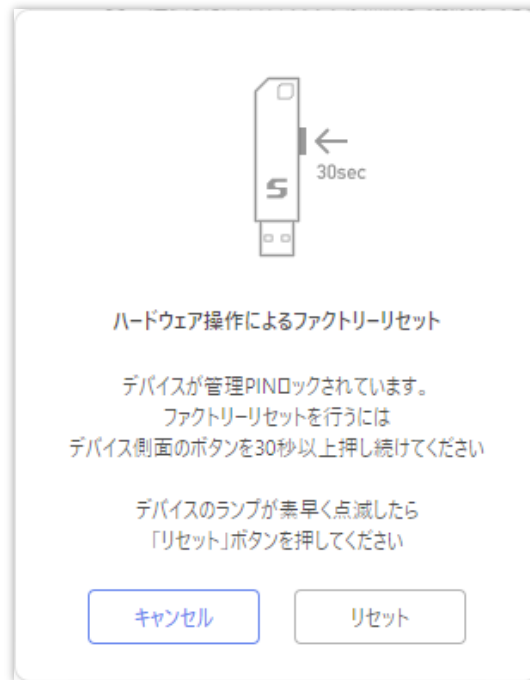 30sec
ハードウェア操作によるファクトリーリセット
デバイスが管理PINロックされています。
ファクトリーリセットを行うには
デバイス側面のボタンを30秒以上押し続けてください
デバイスのランプが素早く点滅したら
「リセット」ボタンを押してください
キャンセル
リセット